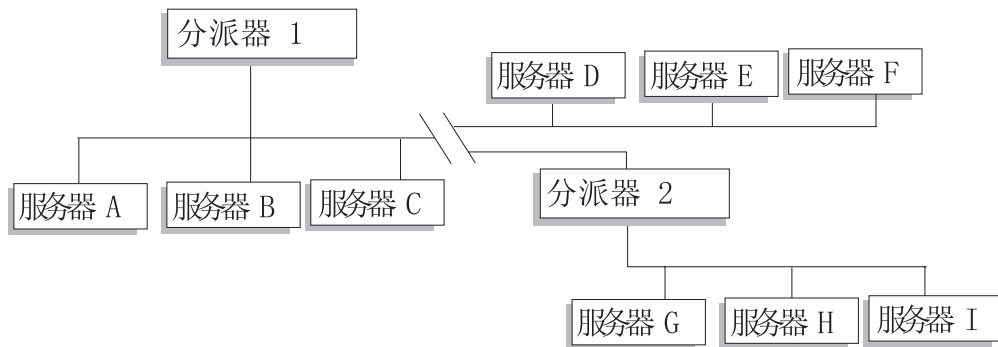 分派器 1
服务器 D
服务器 E
服务器 F
服务器 A
服务器 B
服务器 C
分派器 2
服务器 G
服务器 H
服务器 I